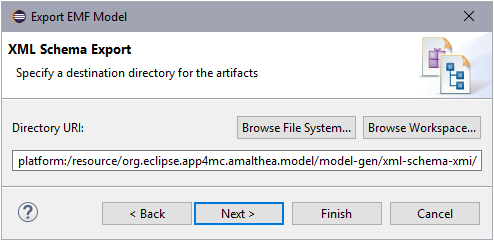 Export EMF Model
XML Schema Export
Specify a destination directory for the artifacts
Directory URI:
Browse File System...
Browse Workspace...
platform:/resource/org.eclipse.app4mc.amalthea.model/model-gen/xml-schema-xmi/
?
< Back
Next >
Finish
Cancel